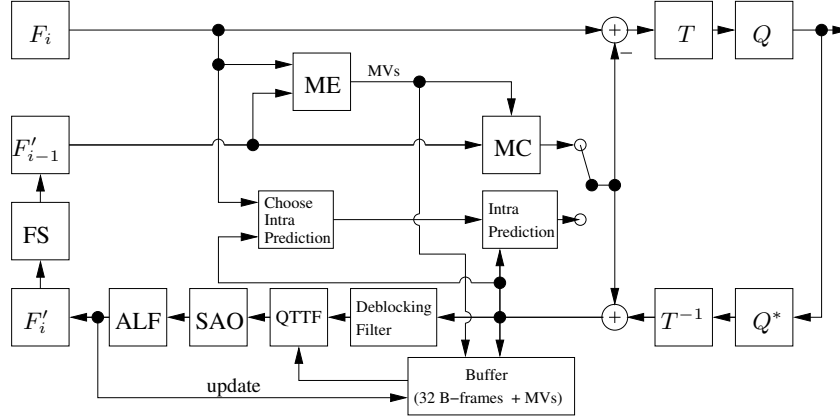 F_i
+
−
T
Q
ME
MVs
F'_{i−1}
MC
FS
Choose
Intra
Prediction
Intra
Prediction
F'_i
ALF
SAO
QTTF
Deblocking
Filter
+
T^{−1}
Q*
update
Buffer
(32 B−frames + MVs)